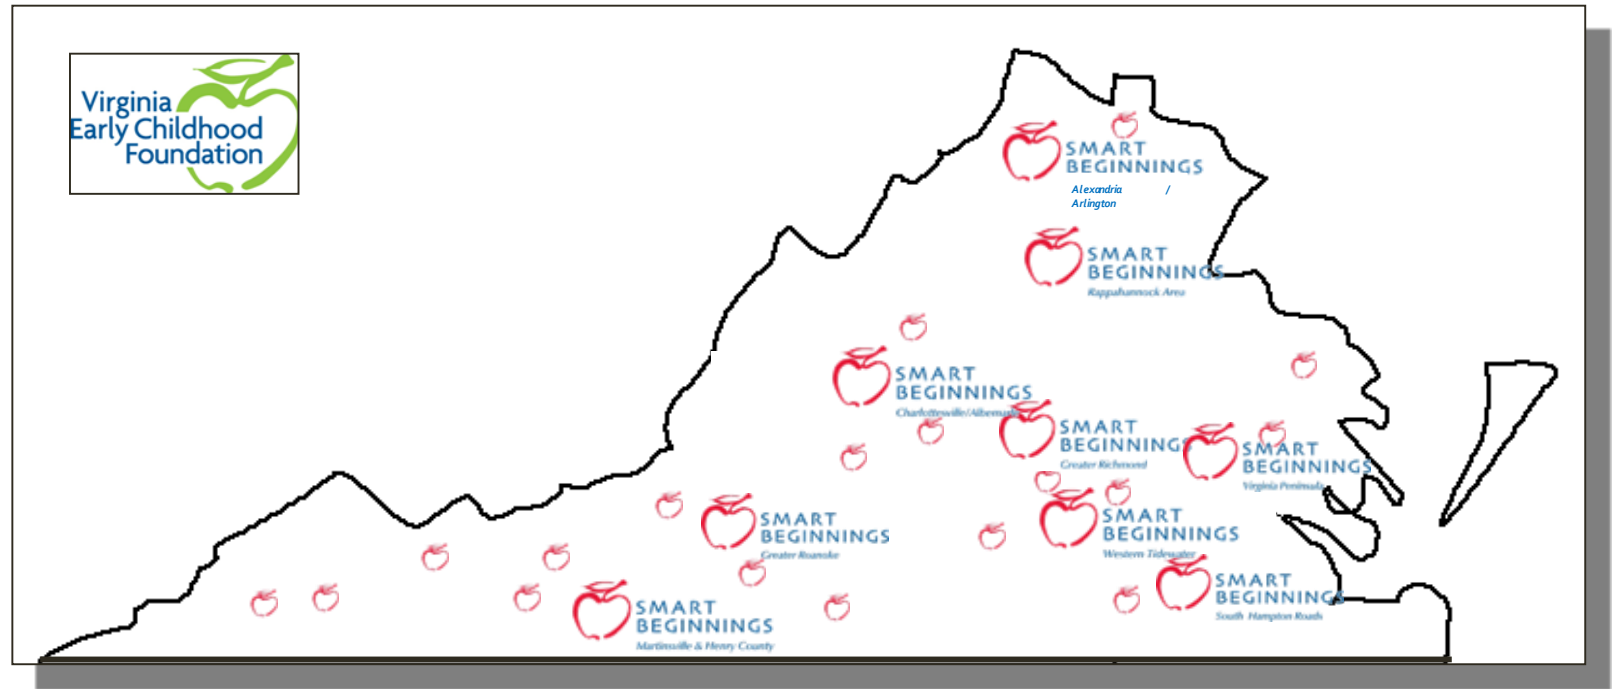 Virginia
Early Childhood
Foundation
SMART
BEGINNINGS
Alexandria /
Arlington
SMART
BEGINNINGS
Rappahannock Area
SMART
BEGINNINGS
Charlottesville/Albemarle
SMART
BEGINNINGS
Greater Richmond
SMART
BEGINNINGS
Virginia Peninsula
SMART
BEGINNINGS
Greater Roanoke
SMART
BEGINNINGS
Western Tidewater
SMART
BEGINNINGS
South Hampton Roads
SMART
BEGINNINGS
Martinsville & Henry County